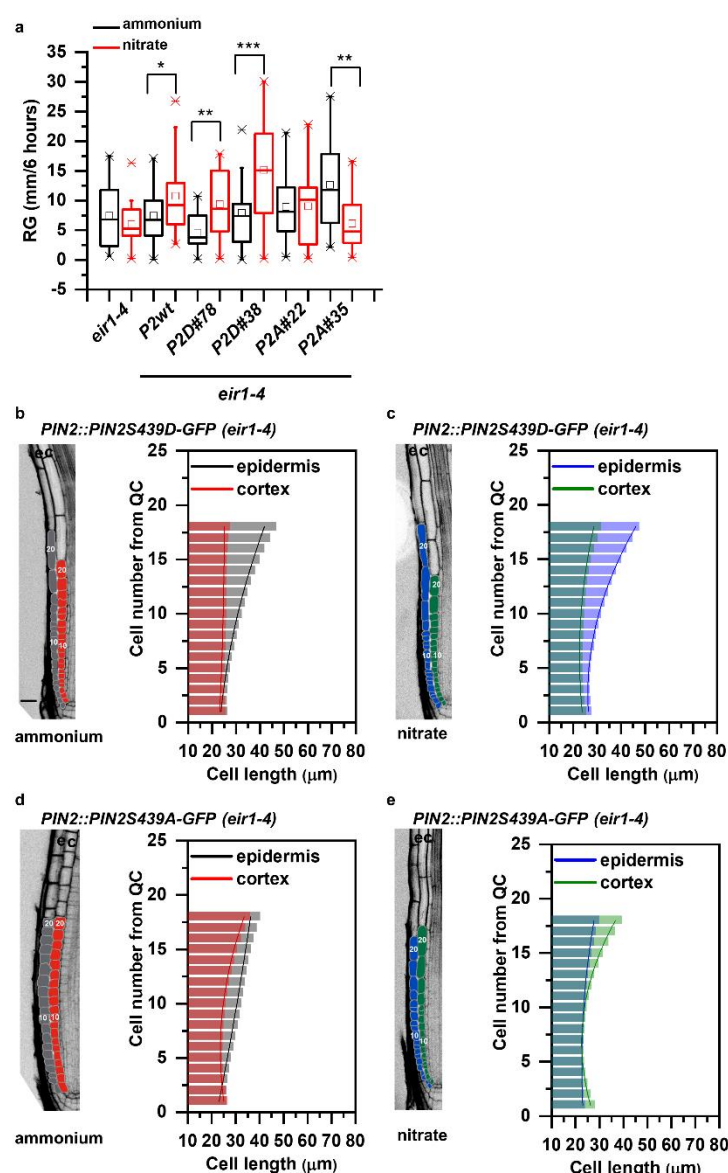 a
ammonium
nitrate
*
**
***
**
35
30
25
20
15
10
5
0
-5
RG (mm/6 hours)
eir1-4
P2wt
P2D#78
P2D#38
P2A#22
P2A#35
eir1-4
b
PIN2::PIN2S439D-GFP (eir1-4)
ec
20
20
10
10
ammonium
25
20
15
10
5
0
Cell number from QC
epidermis
cortex
10 20 30 40 50 60 70 80
Cell length (μm)
c
PIN2::PIN2S439D-GFP (eir1-4)
ec
20
20
10
10
nitrate
25
20
15
10
5
0
Cell number from QC
epidermis
cortex
10 20 30 40 50 60 70 80
Cell length (μm)
d
PIN2::PIN2S439A-GFP (eir1-4)
ec
20
20
10
10
ammonium
25
20
15
10
5
0
Cell number from QC
epidermis
cortex
10 20 30 40 50 60 70 80
Cell length (μm)
e
PIN2::PIN2S439A-GFP (eir1-4)
ec
20
20
10
10
nitrate
25
20
15
10
5
0
Cell number from QC
epidermis
cortex
10 20 30 40 50 60 70 80
Cell length (μm)